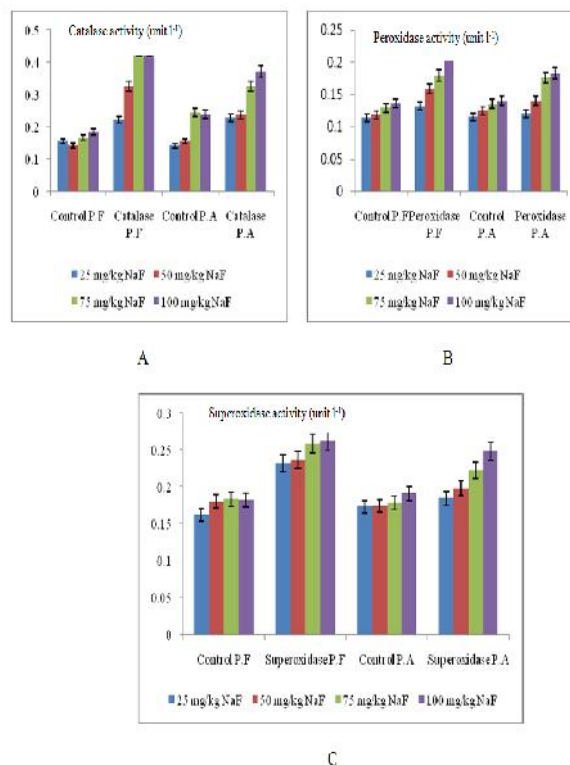 Catalase activity (unit l⁻¹)
0.5
0.4
0.3
0.2
0.1
0
Control P.F Catalase P.F Control P.A Catalase P.A
25 mg/kg NaF 50 mg/kg NaF
75 mg/kg NaF 100 mg/kg NaF
A
Peroxidase activity (unit l⁻¹)
0.25
0.2
0.15
0.1
0.05
0
Control P.F Peroxidase P.F Control P.A Peroxidase P.A
25 mg/kg NaF 50 mg/kg NaF
75 mg/kg NaF 100 mg/kg NaF
B
Superoxidase activity (unit l⁻¹)
0.3
0.25
0.2
0.15
0.1
0.05
0
Control P.F Superoxidase P.F Control P.A Superoxidase P.A
25 mg/kg NaF 50 mg/kg NaF 75 mg/kg NaF 100 mg/kg NaF
C